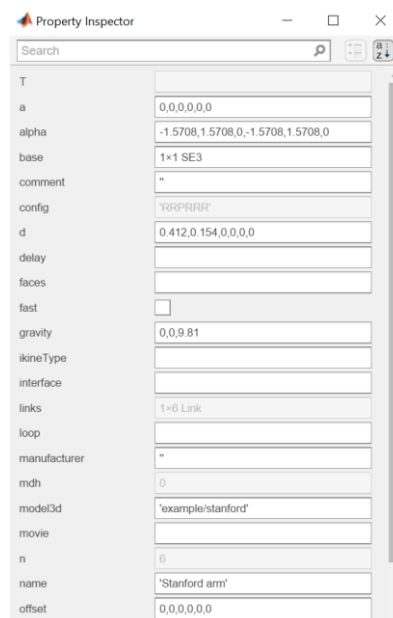 Property Inspector
Search
T
a 0,0,0,0,0,0
alpha -1.5708,1.5708,0,-1.5708,1.5708,0
base 1×1 SE3
comment ''
config 'RRPRRR'
d 0.412,0.154,0,0,0,0
delay
faces
fast
gravity 0,0,9.81
ikineType
interface
links 1×6 Link
loop
manufacturer ''
mdh 0
model3d 'example/stanford'
movie
n 6
name 'Stanford arm'
offset 0,0,0,0,0,0